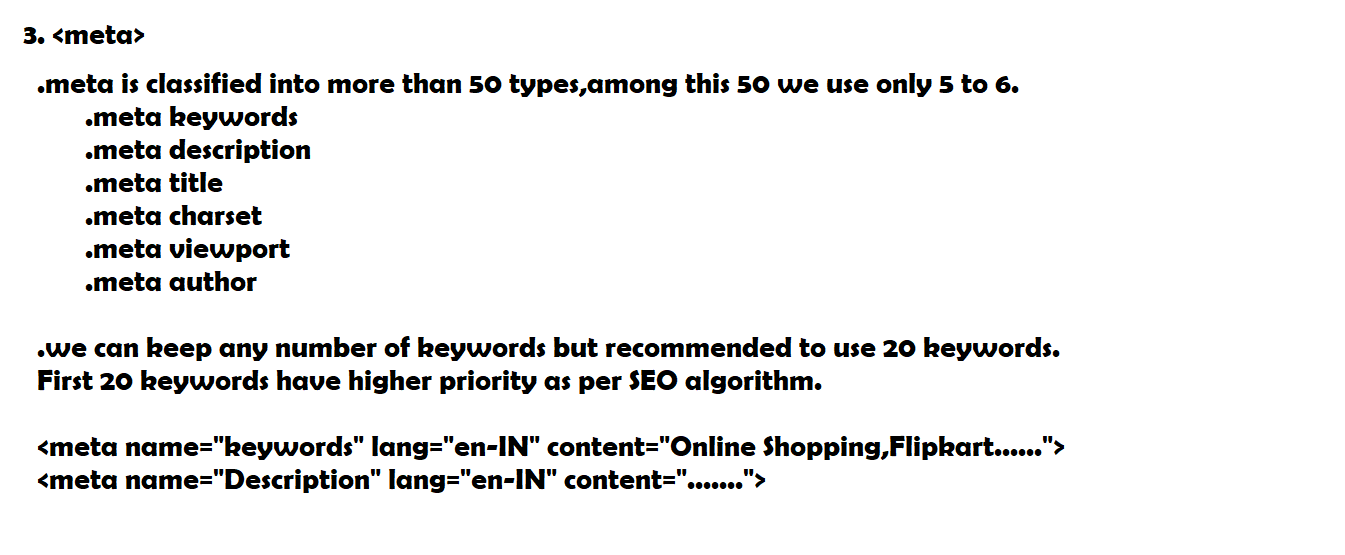 3. <meta>
.meta is classified into more than 50 types,among this 50 we use only 5 to 6.
.meta keywords
.meta description
.meta title
.meta charset
.meta viewport
.meta author
.we can keep any number of keywords but recommended to use 20 keywords.
First 20 keywords have higher priority as per SEO algorithm.
<meta name="keywords" lang="en-IN" content="Online Shopping,Flipkart......">
<meta name="Description" lang="en-IN" content=".......">